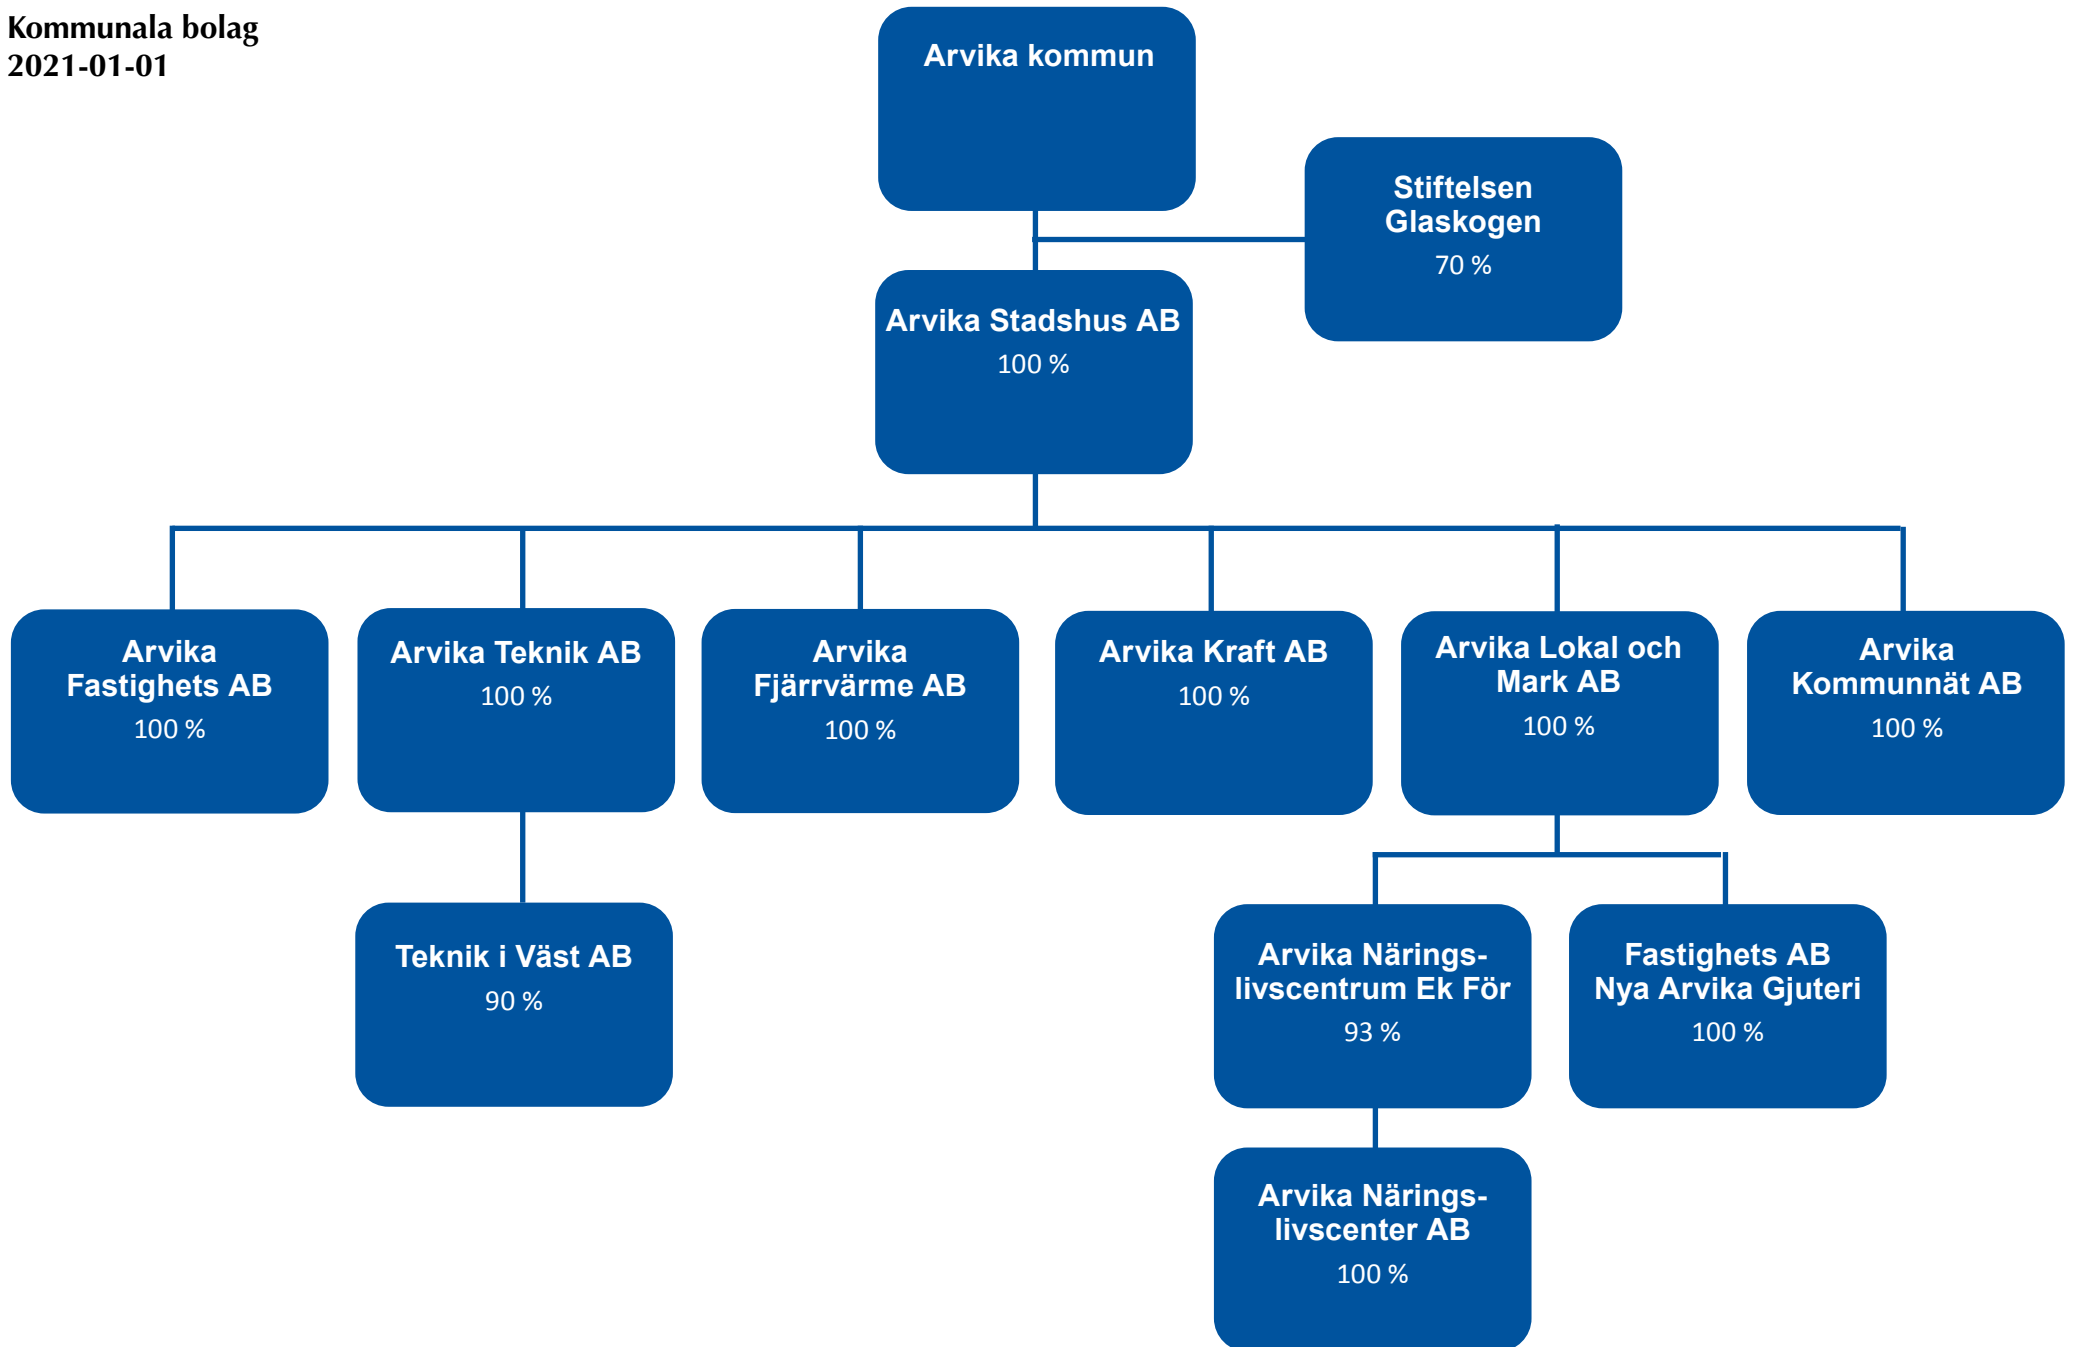 Kommunala bolag
2021-01-01
Arvika kommun
Stiftelsen
Glaskogen
70 %
Arvika Stadshus AB
100 %
Arvika
Fastighets AB
100 %
Arvika Teknik AB
100 %
Arvika
Fjärrvärme AB
100 %
Arvika Kraft AB
100 %
Arvika Lokal och
Mark AB
100 %
Arvika
Kommunnät AB
100 %
Teknik i Väst AB
90 %
Arvika Närings-
livscentrum Ek För
93 %
Fastighets AB
Nya Arvika Gjuteri
100 %
Arvika Närings-
livscenter AB
100 %